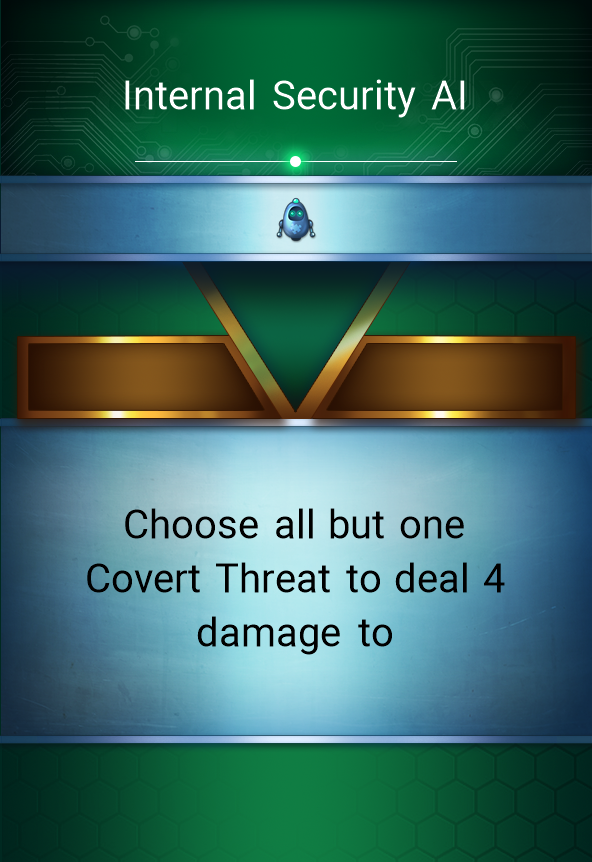 Internal Security AI
Choose all but one
Covert Threat to deal 4
damage to